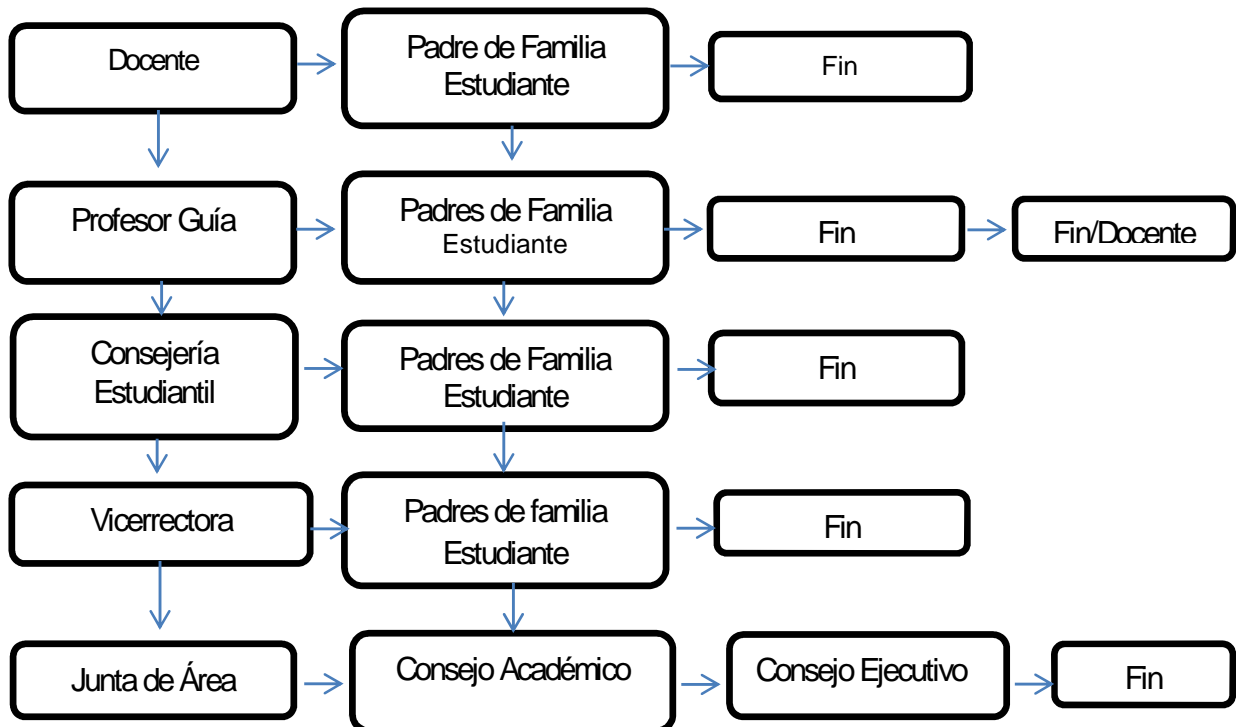 Docente
Padre de Familia
Estudiante
Fin
Profesor Guía
Padres de Familia
Estudiante
Fin
Fin/Docente
Consejería
Estudiantil
Padres de Familia
Estudiante
Fin
Vicerrectora
Padres de familia
Estudiante
Fin
Junta de Área
Consejo Académico
Consejo Ejecutivo
Fin